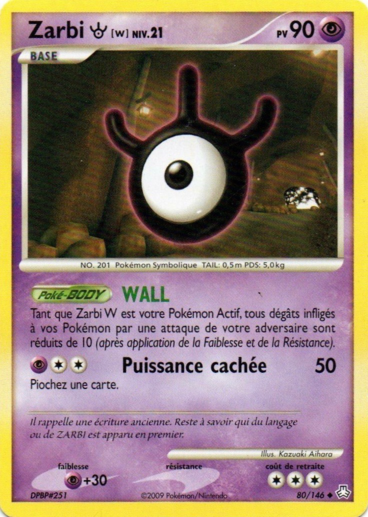 Zarbi [W] NIV.21 PV 90
BASE
NO. 201 Pokémon Symbolique TAIL: 0,5m PDS: 5,0kg
Poké-BODY WALL
Tant que Zarbi W est votre Pokémon Actif, tous dégâts infligés
à vos Pokémon par une attaque de votre adversaire sont
réduits de 10 (après application de la Faiblesse et de la Résistance).
Puissance cachée 50
Piochez une carte.
Il rappelle une écriture ancienne. Reste à savoir qui du langage
ou de ZARBI est apparu en premier.
Illus. Kazuaki Aihara
faiblesse résistance coût de retraite
+30
DPBP#251 ©2009 Pokémon/Nintendo 80/146